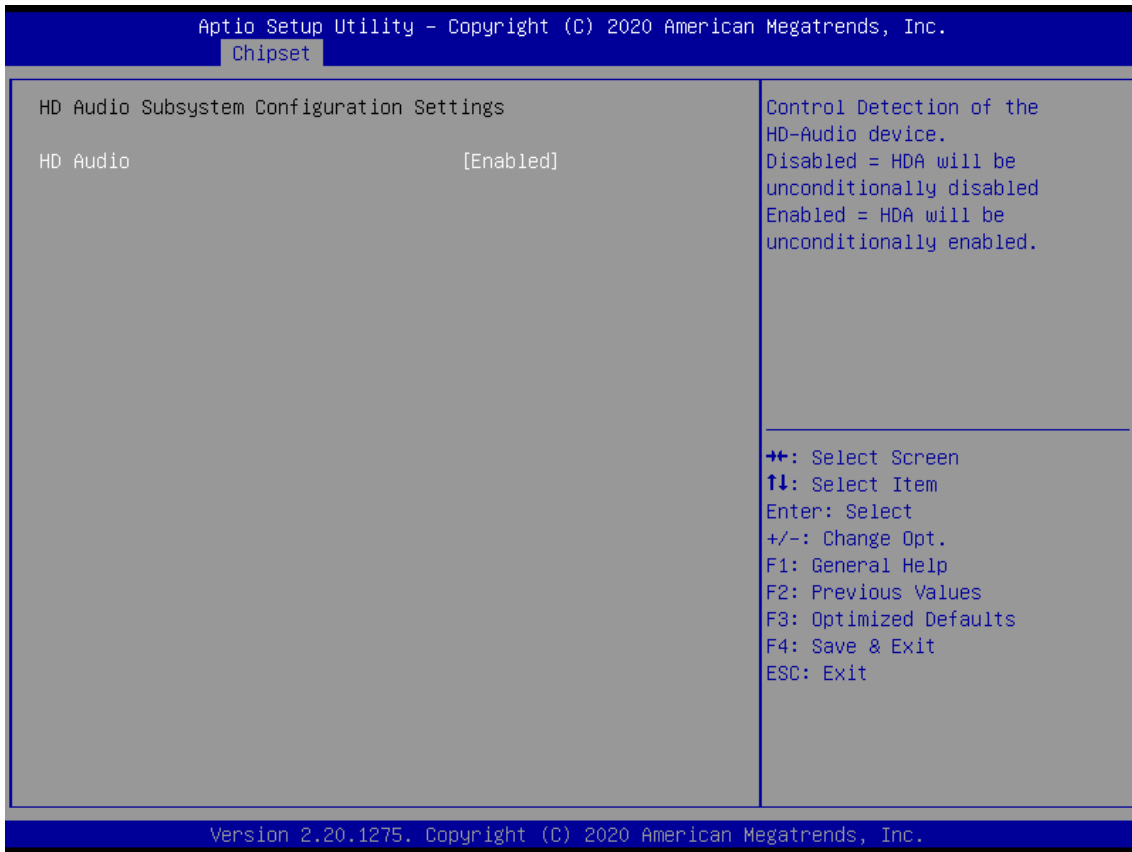 Aptio Setup Utility – Copyright (C) 2020 American Megatrends, Inc.
Chipset
HD Audio Subsystem Configuration Settings
HD Audio [Enabled]
Control Detection of the
HD-Audio device.
Disabled = HDA will be
unconditionally disabled
Enabled = HDA will be
unconditionally enabled.
→←: Select Screen
↑↓: Select Item
Enter: Select
+/-: Change Opt.
F1: General Help
F2: Previous Values
F3: Optimized Defaults
F4: Save & Exit
ESC: Exit
Version 2.20.1275. Copyright (C) 2020 American Megatrends, Inc.